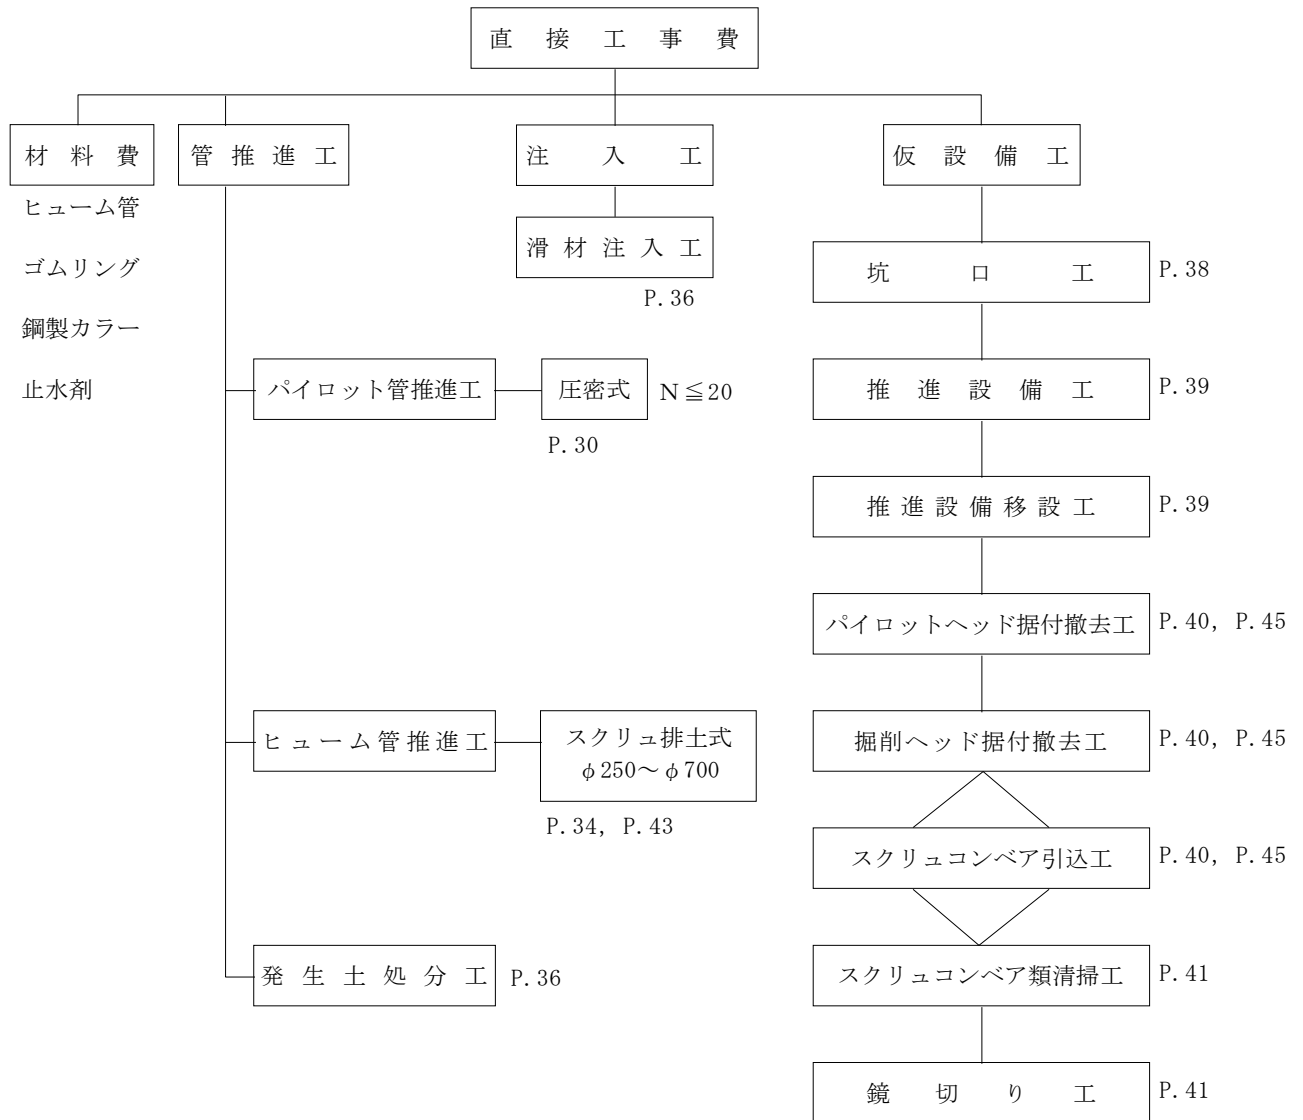 直接工事費
材料費
ヒューム管
ゴムリング
鋼製カラー
止水剤
管推進工
パイロット管推進工
圧密式
N≦20
P.30
ヒューム管推進工
スクリュ排土式
φ250～φ700
P.34, P.43
発生土処分工
P.36
注入工
滑材注入工
P.36
仮設備工
坑口工
P.38
推進設備工
P.39
推進設備移設工
P.39
パイロットヘッド据付撤去工
P.40, P.45
掘削ヘッド据付撤去工
P.40, P.45
スクリュコンベア引込工
P.40, P.45
スクリュコンベア類清掃工
P.41
鏡切り工
P.41